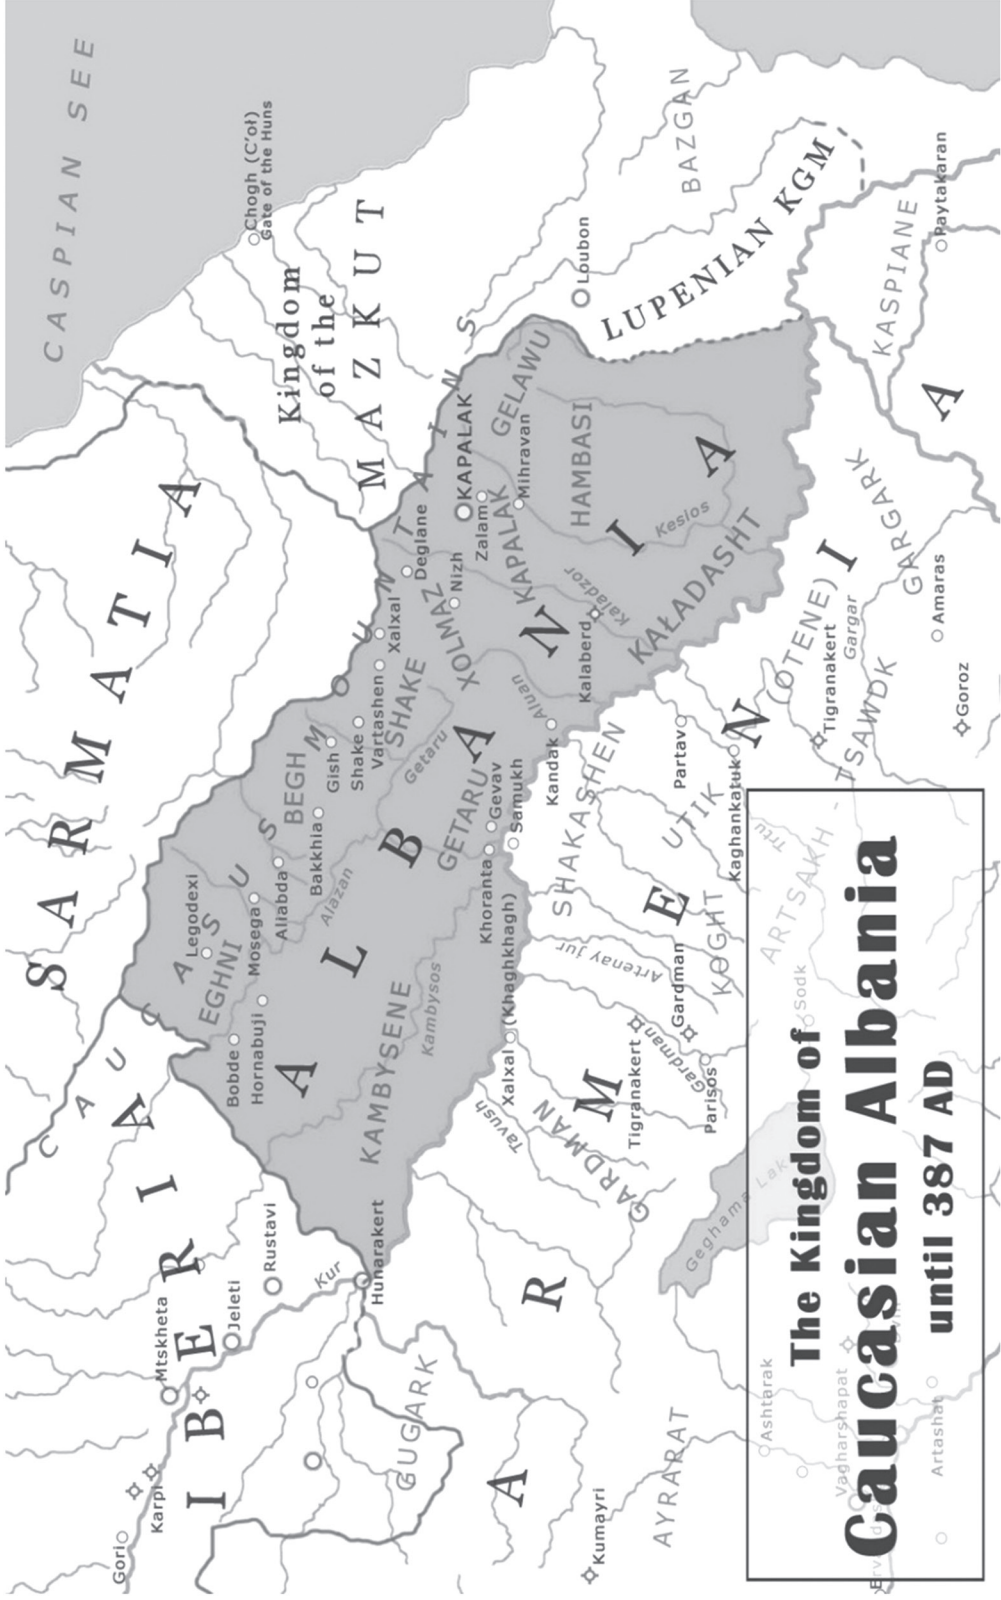 CASPIAN SEE
SARMATIA
Chogh (C'oł)
Gate of the Huns
Kingdom
of the
MAZKUT
CAUCASUS MOUNTAINS
IBERIA
Gori
Karpi
Mtskheta
Jeleti
Rustavi
Kur
Hunarakert
ALBANIA
Legodexi
EGHNI
Bobde
Hornabuji
Mosega
Aliabda
Bakkhia
BEGH
Gish
Shake
Vartashen
SHAKE
Xalxal
Deglane
Nizh
XOLMAZ
KAPALAK
Zalam
KAPALAK
Mihravan
GELAWU
HAMBASI
Alazan
Getaru
GETARU
Gevav
Samukh
Khoranta
KAMBYSENE
Kambysos
Aluan
Kandak
Kalaberd
Kaladzor
KAŁADASHT
Keslos
Loubon
BAZGAN
LUPENIAN KGM
KASPIANE
Paytakaran
ARMENIA
GUGARK
Kumayri
AYRARAT
Tavush
Xalxal (Khaghkhagh)
GARDMAN
Tigranakert
Gardman
Gardman
Parisos
Artenay jur
SHAKASHEN
KOGHT
UTIK
Partav
Kaghankatuk
(OTENE)
Tigranakert
Gargar
GARGARK
Amaras
Goroz
ARTSAKH - TSAWDK
Trtu
Sodk
Geghama Lak
Ashtarak
Vagharshapat
Artashat
The Kingdom of
Caucasian Albania
until 387 AD